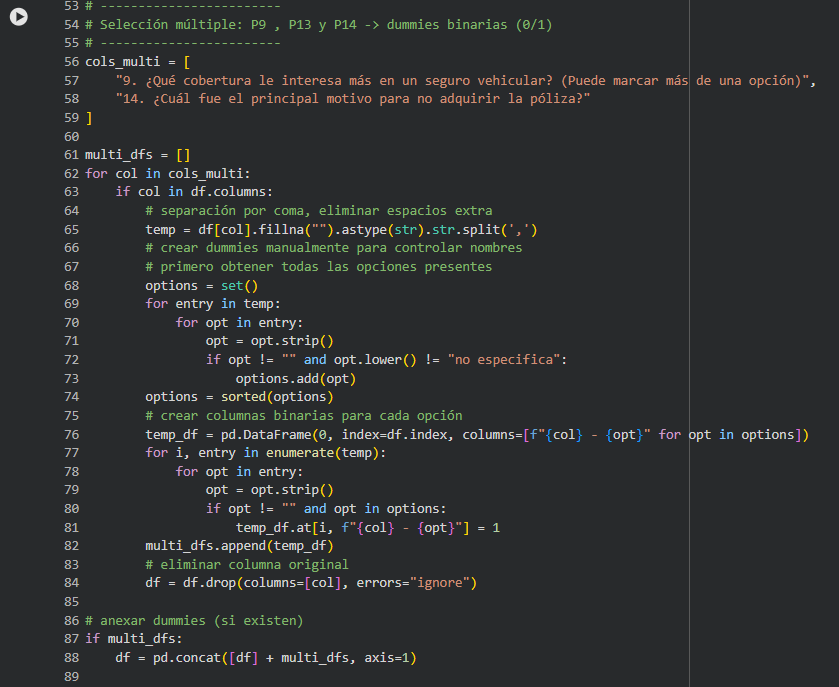 53 # ------------------------
54 # Selección múltiple: P9 , P13 y P14 -> dummies binarias (0/1)
55 # ------------------------
56 cols_multi = [
57     "9. ¿Qué cobertura le interesa más en un seguro vehicular? (Puede marcar más de una opción)",
58     "14. ¿Cuál fue el principal motivo para no adquirir la póliza?"
59 ]
60
61 multi_dfs = []
62 for col in cols_multi:
63     if col in df.columns:
64         # separación por coma, eliminar espacios extra
65         temp = df[col].fillna("").astype(str).str.split(',')
66         # crear dummies manualmente para controlar nombres
67         # primero obtener todas las opciones presentes
68         options = set()
69         for entry in temp:
70             for opt in entry:
71                 opt = opt.strip()
72                 if opt != "" and opt.lower() != "no especifica":
73                     options.add(opt)
74         options = sorted(options)
75         # crear columnas binarias para cada opción
76         temp_df = pd.DataFrame(0, index=df.index, columns=[f"{col} - {opt}" for opt in options])
77         for i, entry in enumerate(temp):
78             for opt in entry:
79                 opt = opt.strip()
80                 if opt != "" and opt in options:
81                     temp_df.at[i, f"{col} - {opt}"] = 1
82         multi_dfs.append(temp_df)
83         # eliminar columna original
84         df = df.drop(columns=[col], errors="ignore")
85
86 # anexar dummies (si existen)
87 if multi_dfs:
88     df = pd.concat([df] + multi_dfs, axis=1)
89